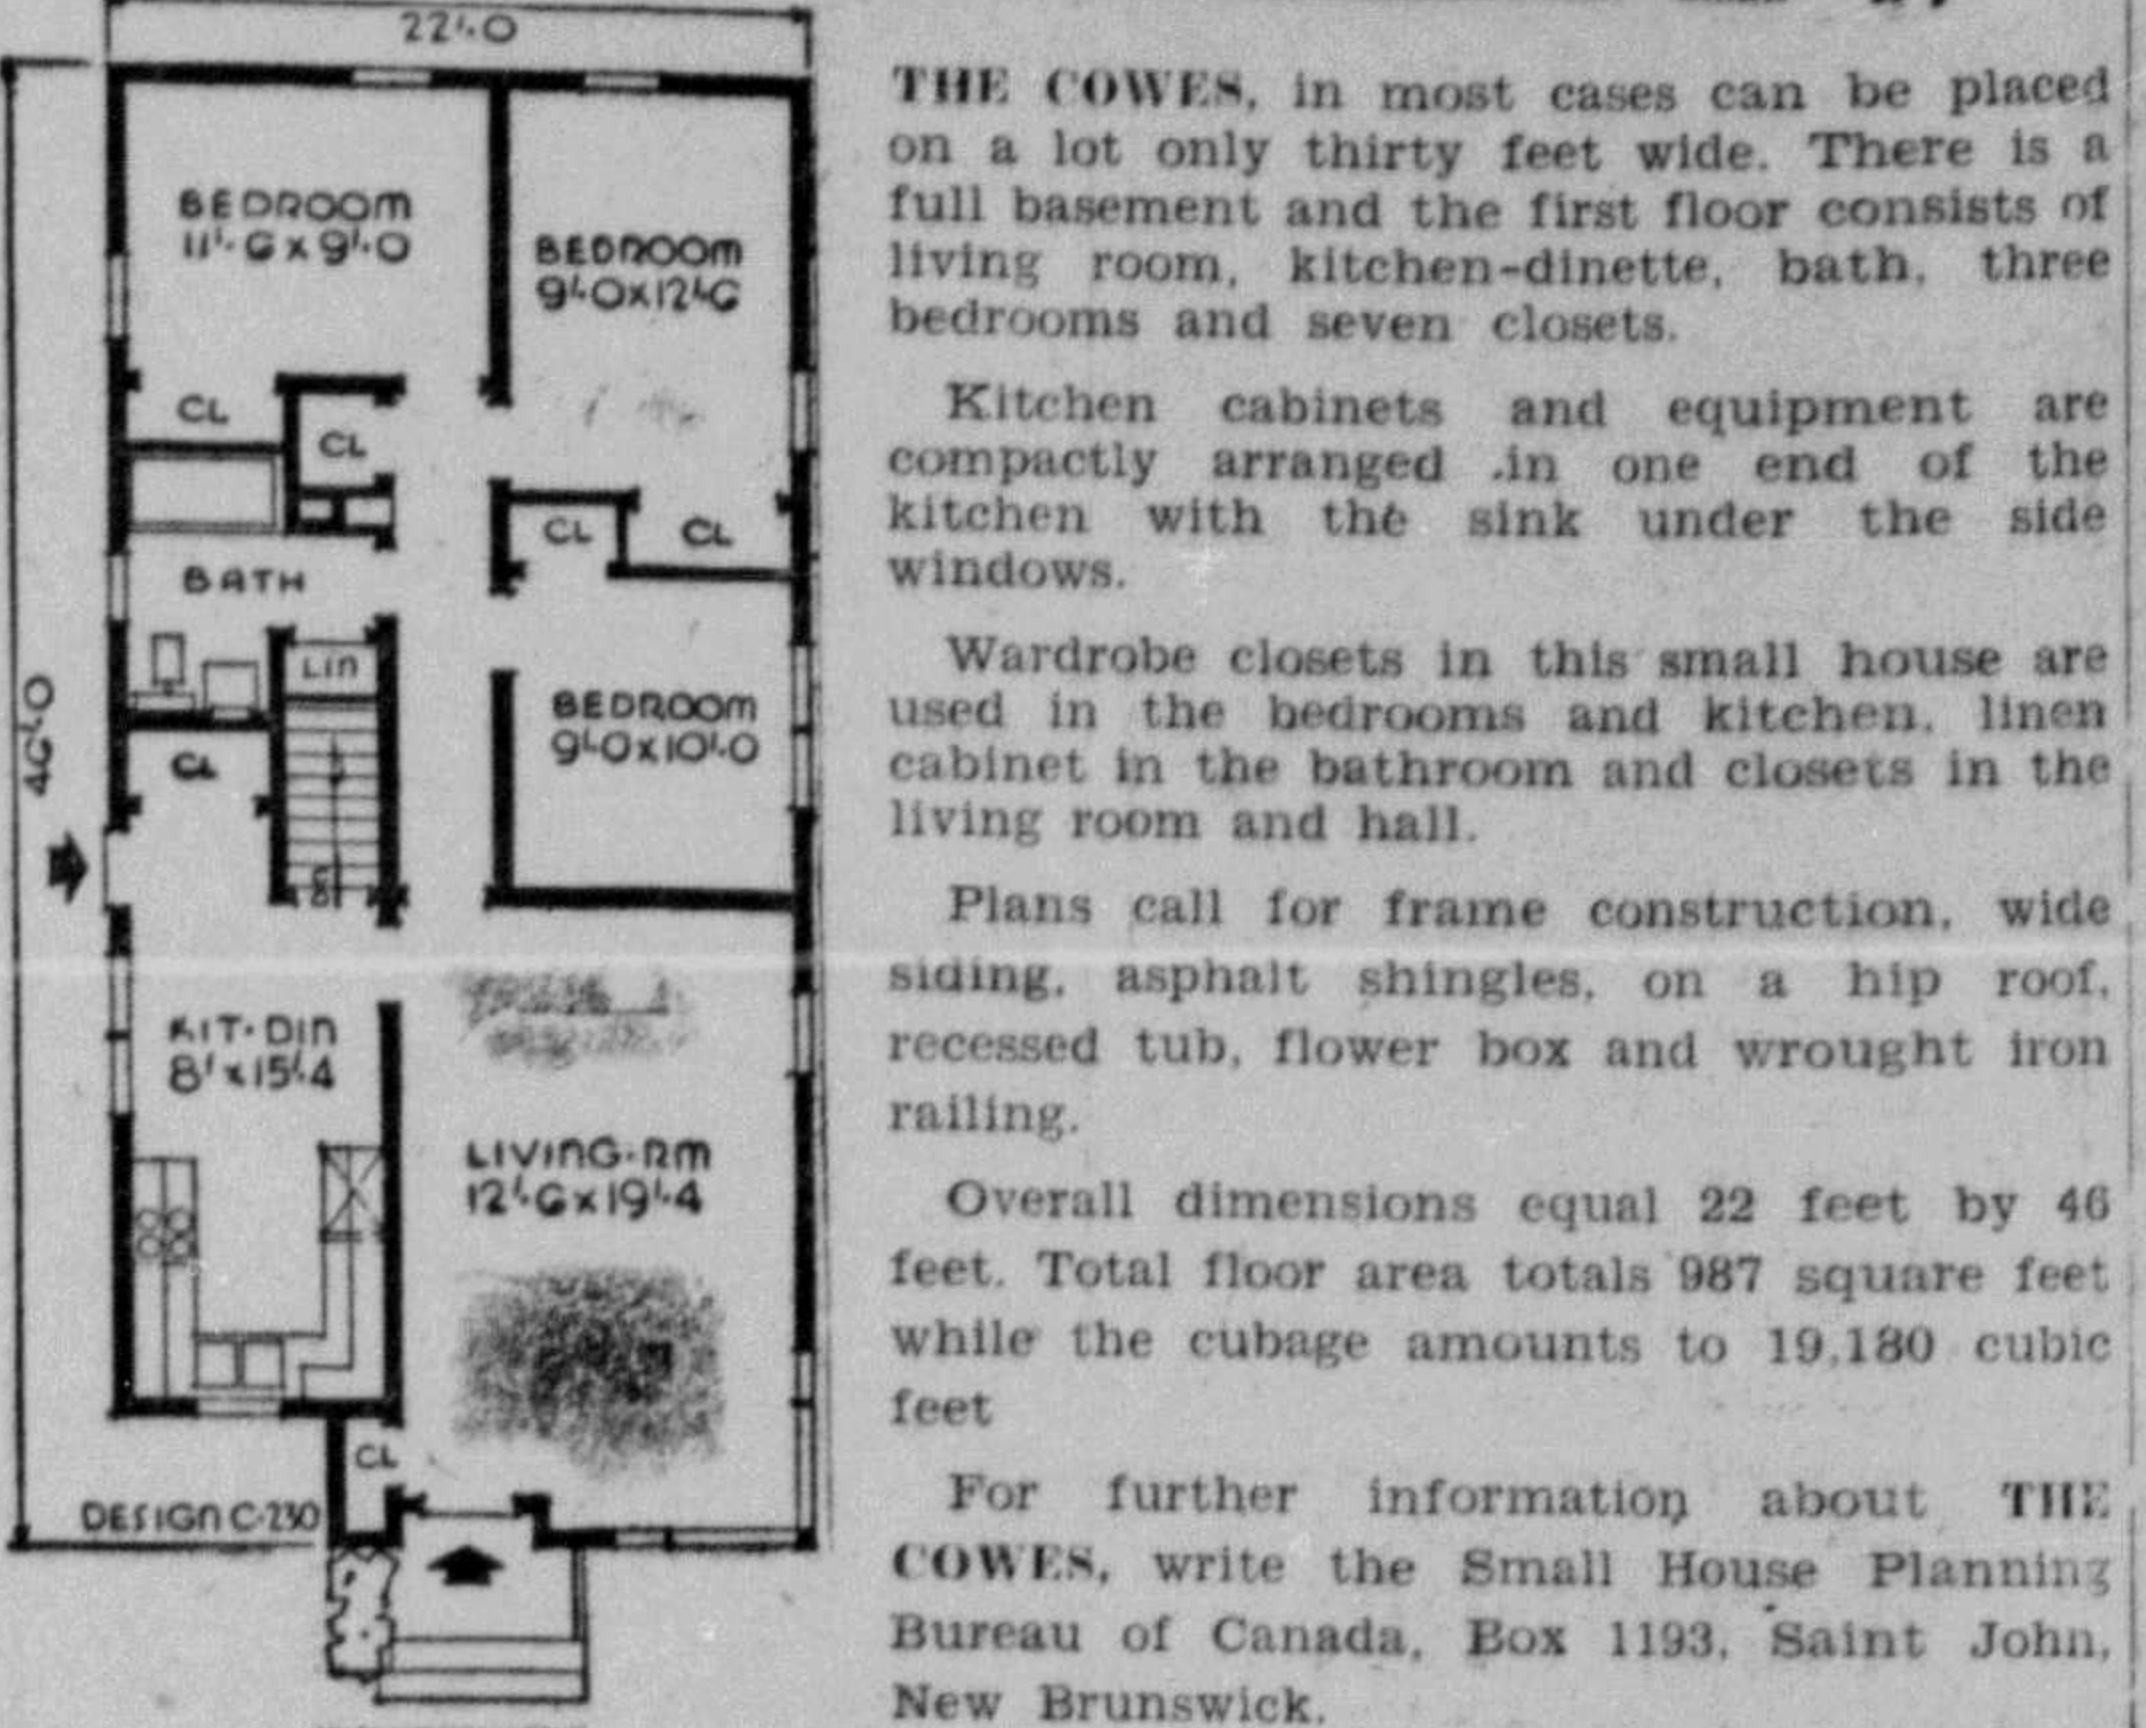 22'-0
BEDROOM
11'-6 x 9'-0
BEDROOM
9'-0 x 12'-6
CL
CL
CL
CL
BATH
LIN
46'-0
BEDROOM
9'-0 x 10'-0
CL
KIT-DIN
8' x 15'-4
LIVING-RM
12'-6 x 19'-4
CL
DESIGN C-230
THE COWES, in most cases can be placed
on a lot only thirty feet wide. There is a
full basement and the first floor consists of
living room, kitchen-dinette, bath, three
bedrooms and seven closets.
Kitchen cabinets and equipment are
compactly arranged in one end of the
kitchen with the sink under the side
windows.
Wardrobe closets in this small house are
used in the bedrooms and kitchen, linen
cabinet in the bathroom and closets in the
living room and hall.
Plans call for frame construction, wide
siding, asphalt shingles, on a hip roof,
recessed tub, flower box and wrought iron
railing.
Overall dimensions equal 22 feet by 46
feet. Total floor area totals 987 square feet
while the cubage amounts to 19,180 cubic
feet
For further information about THE
COWES, write the Small House Planning
Bureau of Canada, Box 1193, Saint John,
New Brunswick.